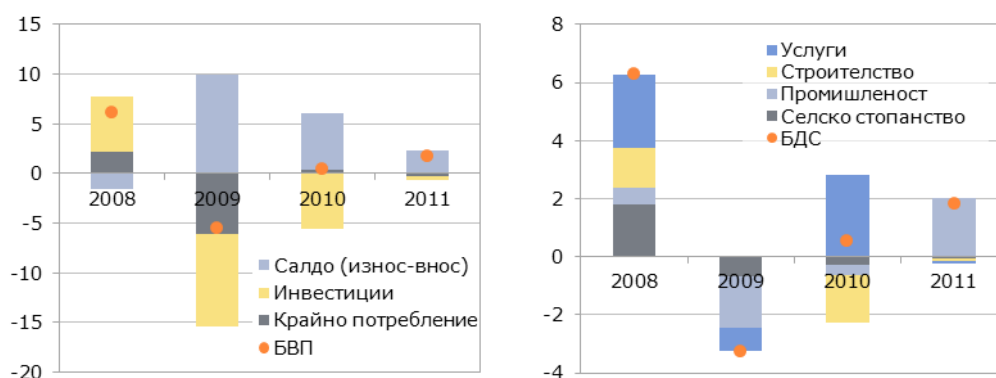 15
10
5
0
-5
-10
-15
-20
2008
2009
2010
2011
Салдо (износ-внос)
Инвестиции
Крайно потребление
БВП
8
6
4
2
0
-2
-4
Услуги
Строителство
Промишленост
Селско стопанство
БДС
2008
2009
2010
2011